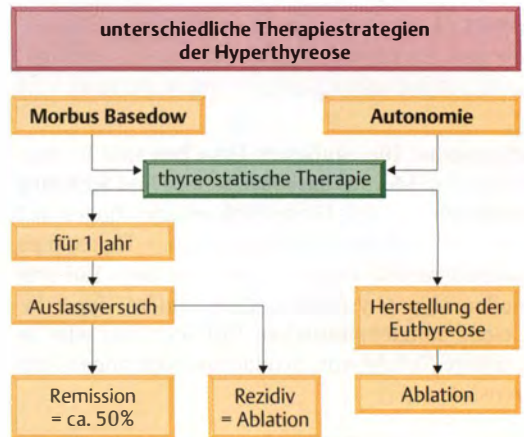 unterschiedliche Therapiestrategien
der Hyperthyreose
Morbus Basedow
Autonomie
thyreostatische Therapie
für 1 Jahr
Auslassversuch
Herstellung der
Euthyreose
Remission
= ca. 50%
Rezidiv
= Ablation
Ablation